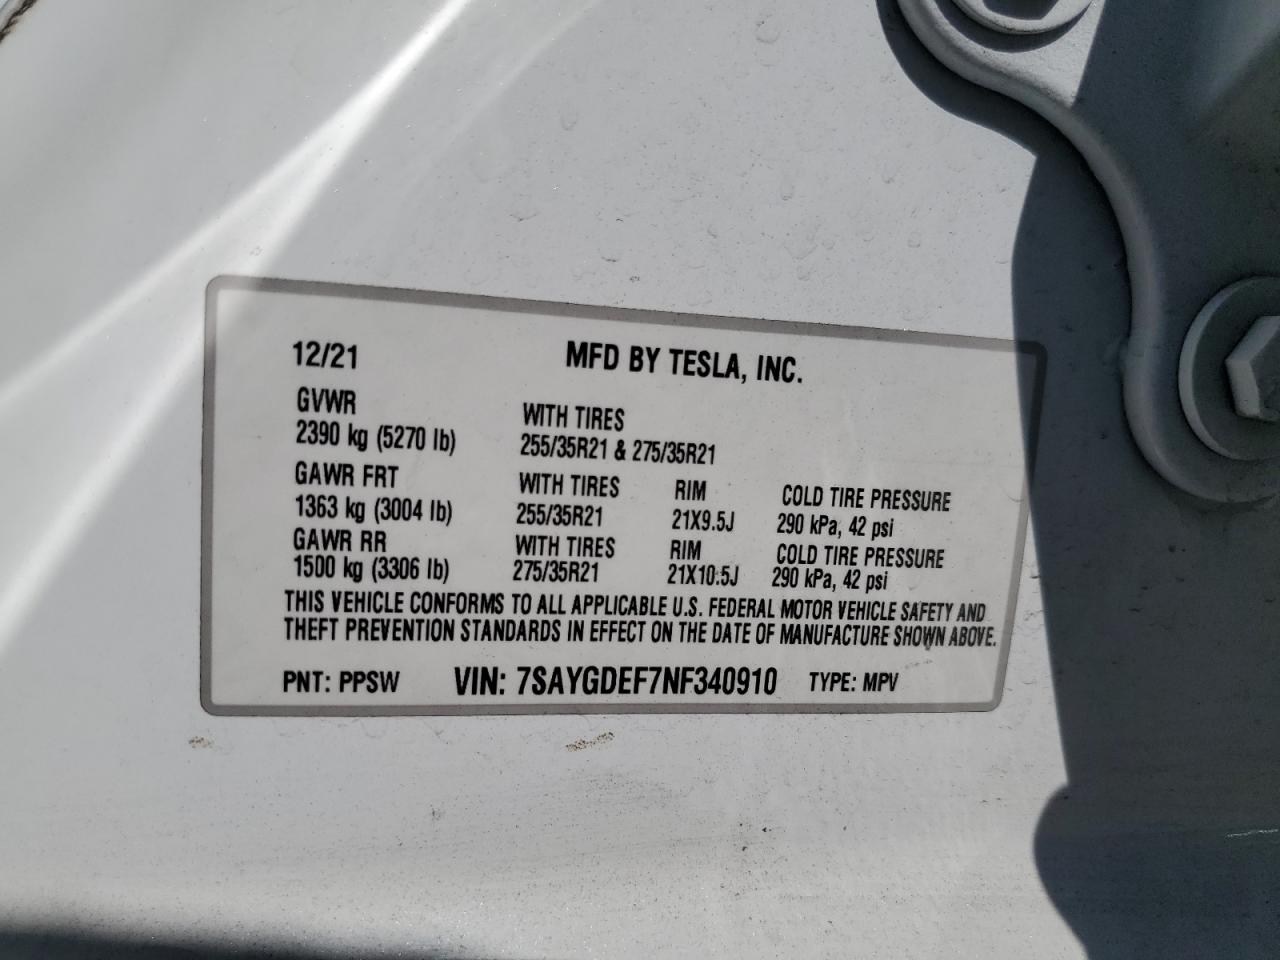 12/21 MFD BY TESLA, INC.
GVWR WITH TIRES
2390 kg (5270 lb) 255/35R21 & 275/35R21
GAWR FRT WITH TIRES RIM COLD TIRE PRESSURE
1363 kg (3004 lb) 255/35R21 21X9.5J 290 kPa, 42 psi
GAWR RR WITH TIRES RIM COLD TIRE PRESSURE
1500 kg (3306 lb) 275/35R21 21X10.5J 290 kPa, 42 psi
THIS VEHICLE CONFORMS TO ALL APPLICABLE U.S. FEDERAL MOTOR VEHICLE SAFETY AND
THEFT PREVENTION STANDARDS IN EFFECT ON THE DATE OF MANUFACTURE SHOWN ABOVE.
PNT: PPSW VIN: 7SAYGDEF7NF340910 TYPE: MPV